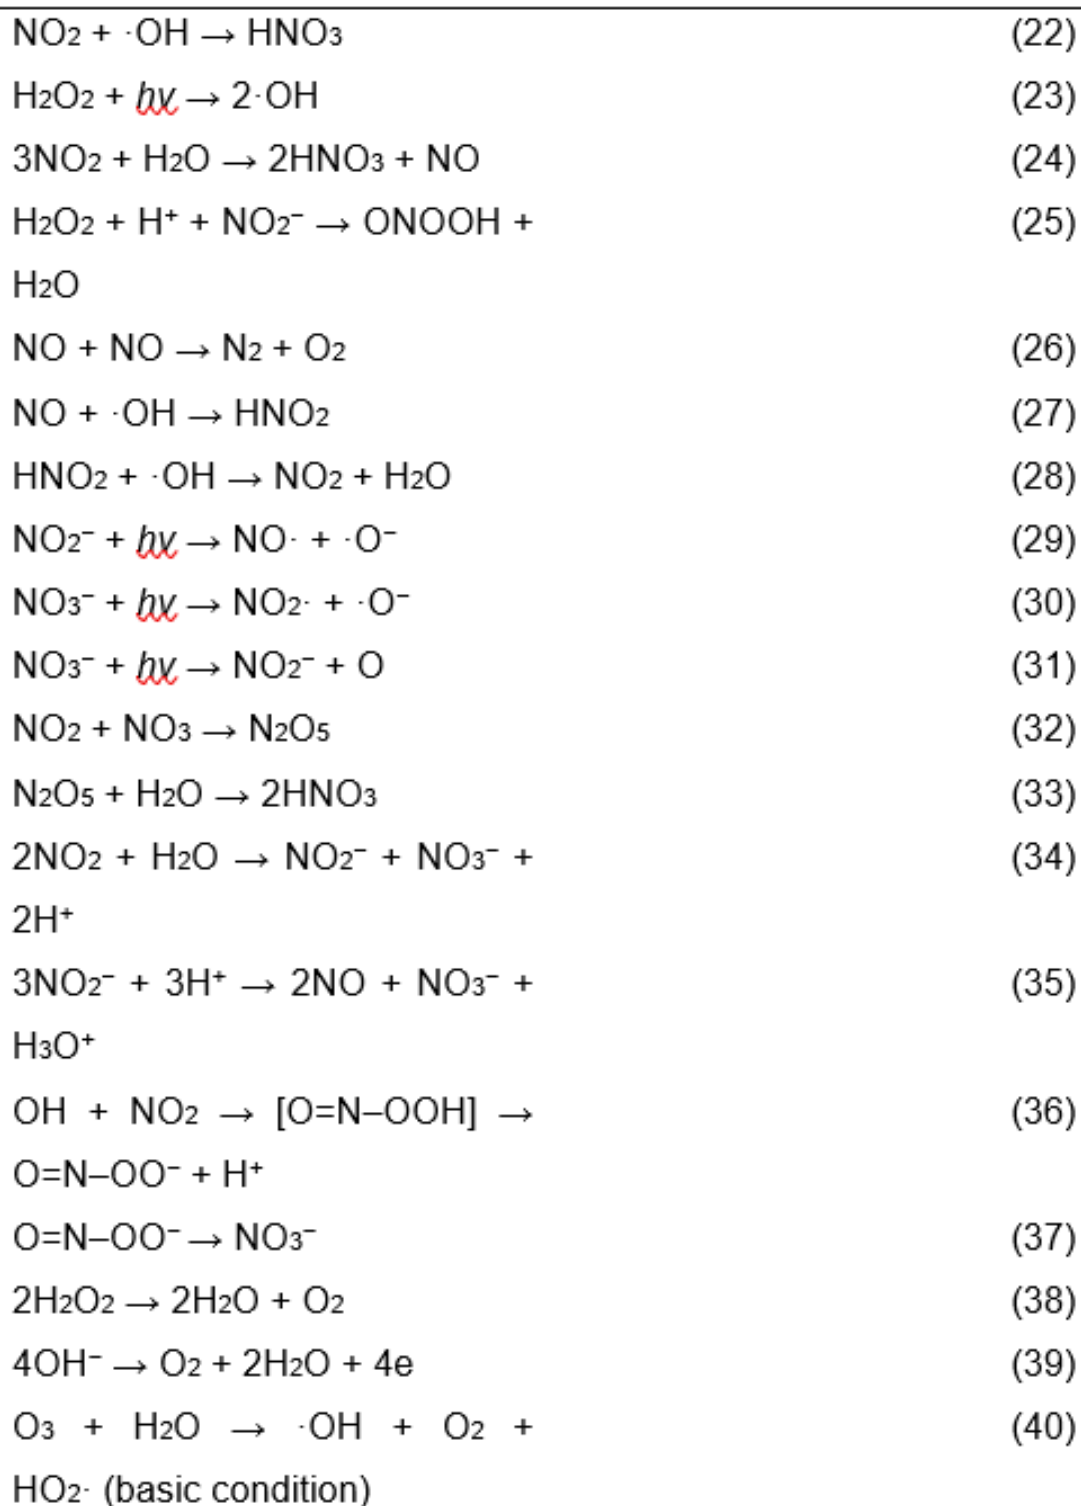 NO2 + ·OH → HNO3 (22)
H2O2 + hv → 2·OH (23)
3NO2 + H2O → 2HNO3 + NO (24)
H2O2 + H⁺ + NO2⁻ → ONOOH + (25)
H2O
NO + NO → N2 + O2 (26)
NO + ·OH → HNO2 (27)
HNO2 + ·OH → NO2 + H2O (28)
NO2⁻ + hv → NO· + ·O⁻ (29)
NO3⁻ + hv → NO2· + ·O⁻ (30)
NO3⁻ + hv → NO2⁻ + O (31)
NO2 + NO3 → N2O5 (32)
N2O5 + H2O → 2HNO3 (33)
2NO2 + H2O → NO2⁻ + NO3⁻ + (34)
2H⁺
3NO2⁻ + 3H⁺ → 2NO + NO3⁻ + (35)
H3O⁺
OH + NO2 → [O=N–OOH] → (36)
O=N–OO⁻ + H⁺
O=N–OO⁻ → NO3⁻ (37)
2H2O2 → 2H2O + O2 (38)
4OH⁻ → O2 + 2H2O + 4e (39)
O3 + H2O → ·OH + O2 + (40)
HO2· (basic condition)